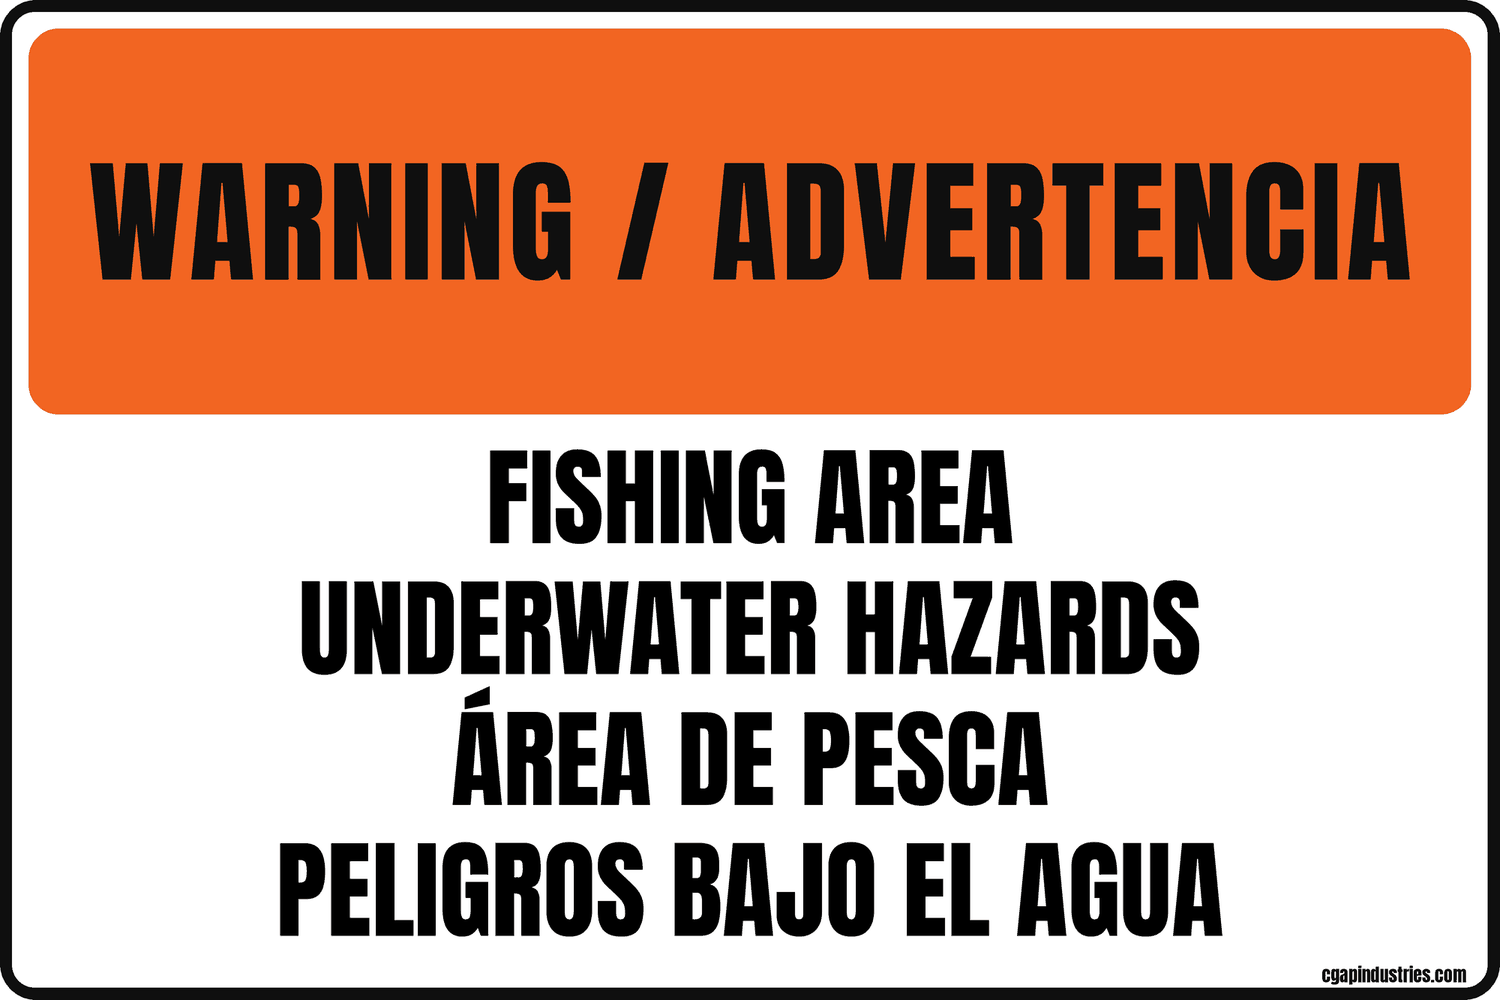 WARNING / ADVERTENCIA
FISHING AREA
UNDERWATER HAZARDS
ÁREA DE PESCA
PELIGROS BAJO EL AGUA
cgapindustries.com